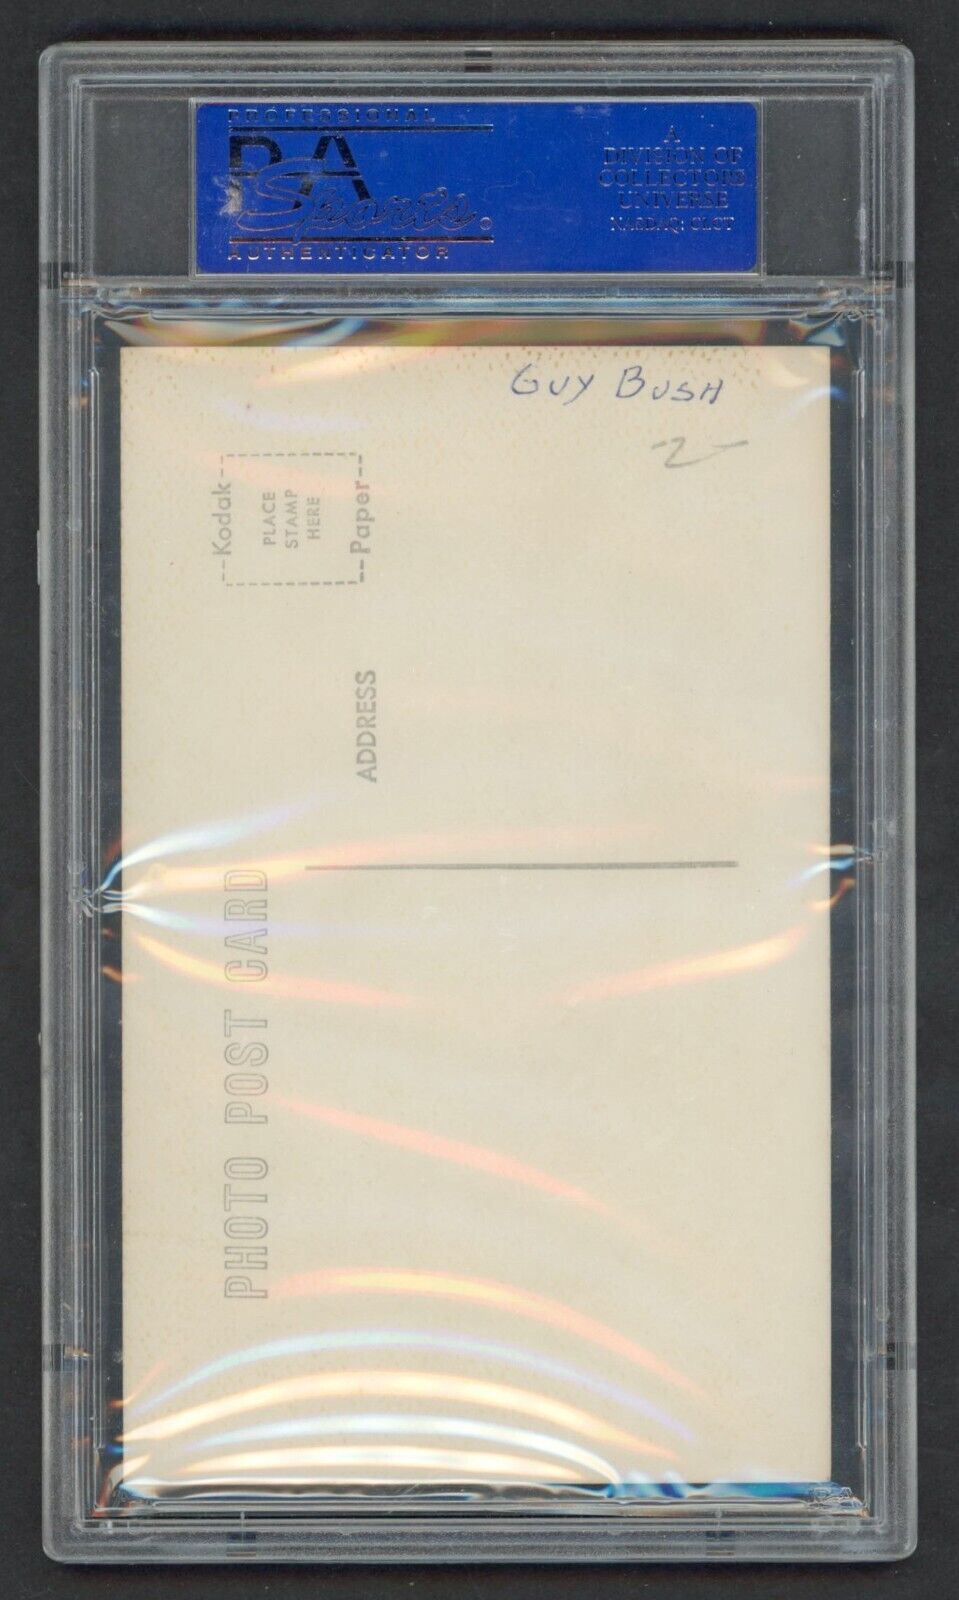 PROFESSIONAL
PSA
Sports
AUTHENTICATOR
A
DIVISION OF
COLLECTORS
UNIVERSE
NASDAQ: CLCT
GUY BUSH
2
--Kodak--
PLACE
STAMP
HERE
--Paper--
ADDRESS
PHOTO POST CARD